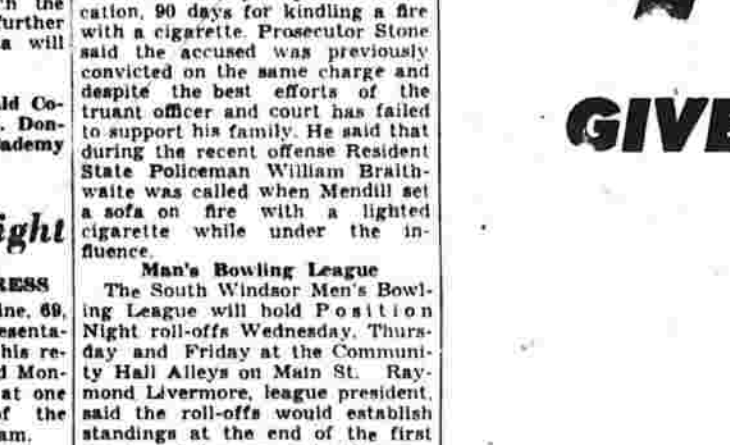 n the
further
a will
ld Co-
. Don-
ademy
ight
RESS
ine, 69,
esenta-
his re-
d Mon-
at one
f the
am.
cation, 90 days for kindling a fire
with a cigarette. Prosecutor Stone
said the accused was previously
convicted on the same charge and
despite the best efforts of the
truant officer and court has failed
to support his family. He said that
during the recent offense Resident
State Policeman William Braith-
waite was called when Mendill set
a sofa on fire with a lighted
cigarette while under the in-
fluence.
Man's Bowling League
The South Windsor Men's Bowl-
ing League will hold Position
Night roll-offs Wednesday, Thurs-
day and Friday at the Communi-
ty Hall Alleys on Main St. Ray-
mond Livermore, league president,
said the roll-offs would establish
standings at the end of the first
GIVE